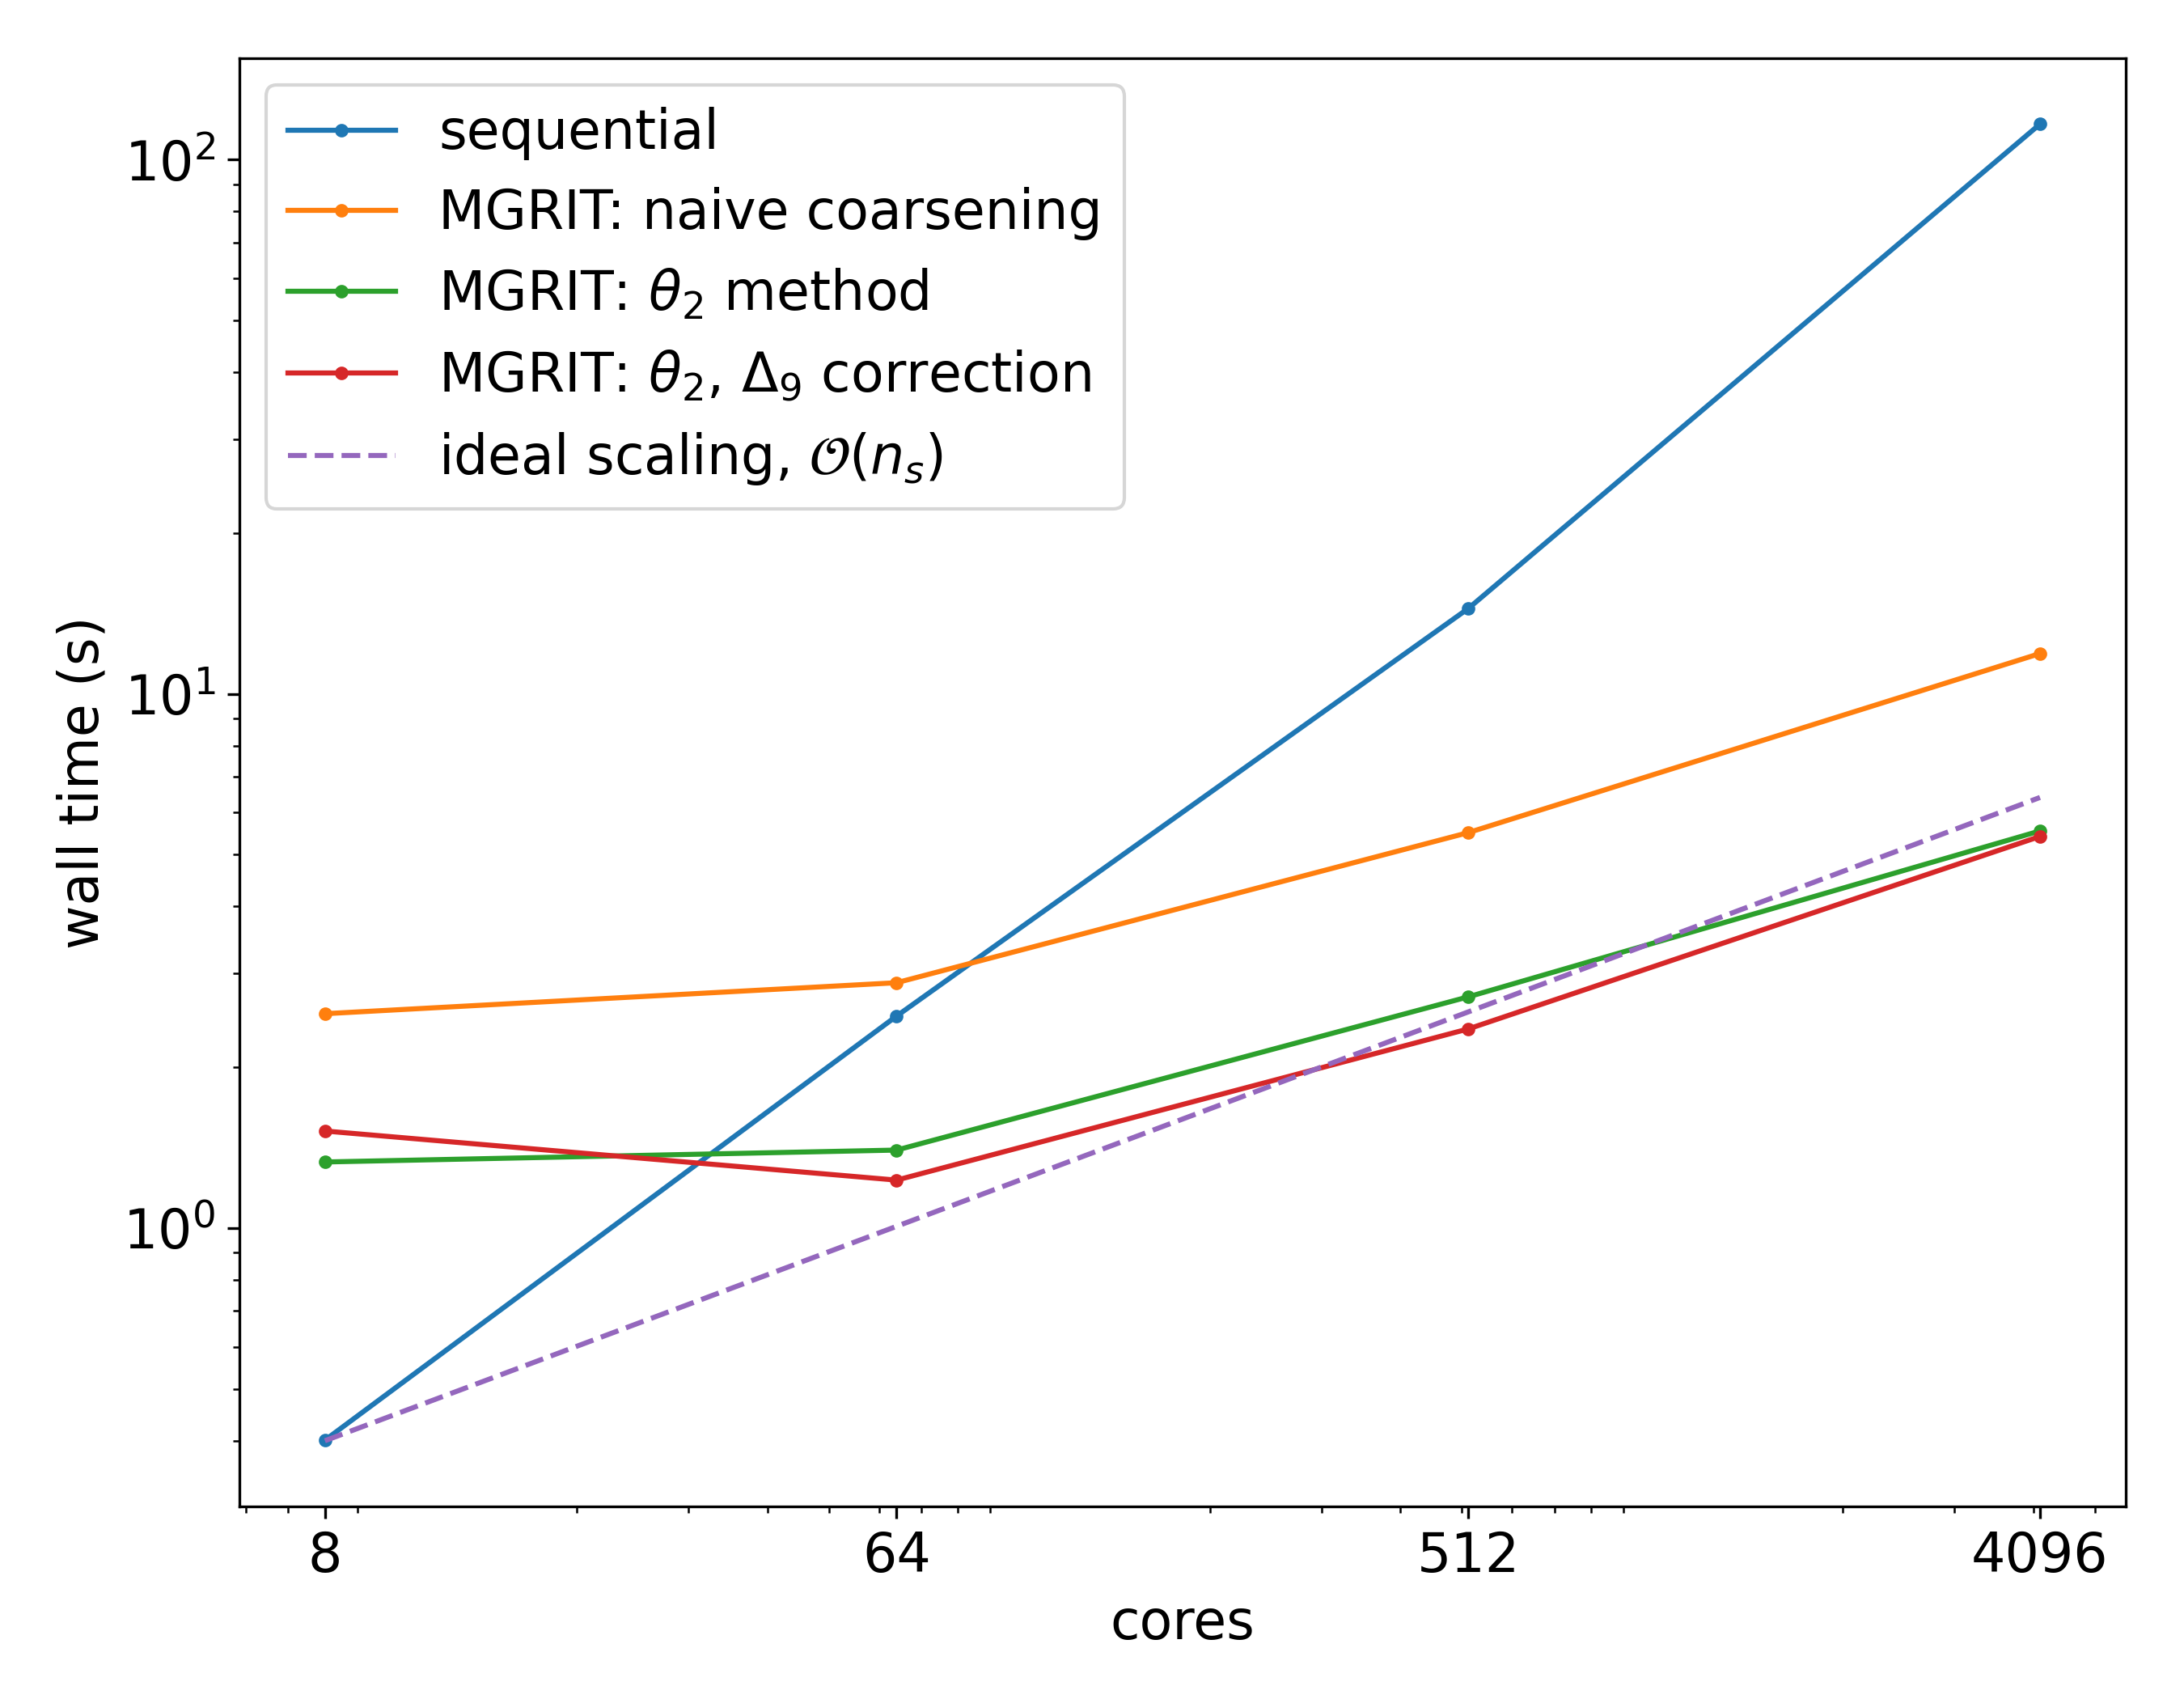 sequential
MGRIT: naive coarsening
MGRIT: θ₂ method
MGRIT: θ₂, Δ₉ correction
ideal scaling, 𝒪(nₛ)
10²
10¹
10⁰
wall time (s)
8 64 512 4096
cores